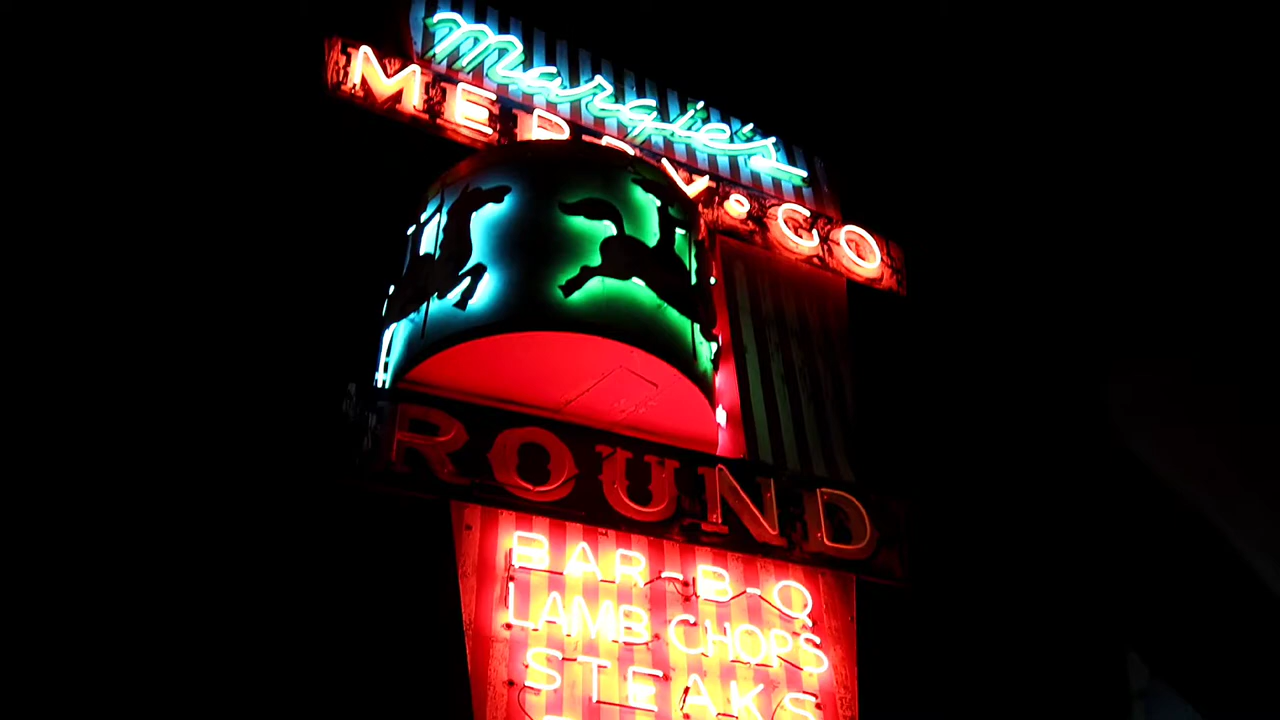 Margie's
MERRY•GO
ROUND
BAR-B-Q
LAMB CHOPS
STEAKS